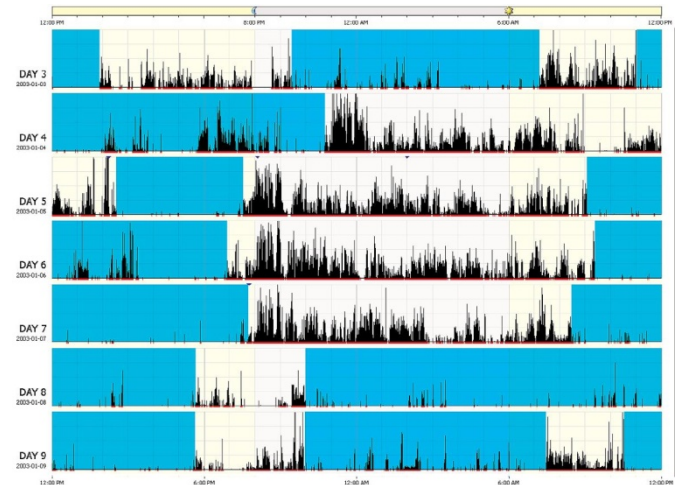 12:00 PM 8:00 PM 12:00 AM 6:00 AM 12:00 PM
DAY 3
2003-01-03
DAY 4
2003-01-04
DAY 5
2003-01-05
DAY 6
2003-01-06
DAY 7
2003-01-07
DAY 8
2003-01-08
DAY 9
2003-01-09
12:00 PM 6:00 PM 12:00 AM 6:00 AM 12:00 PM